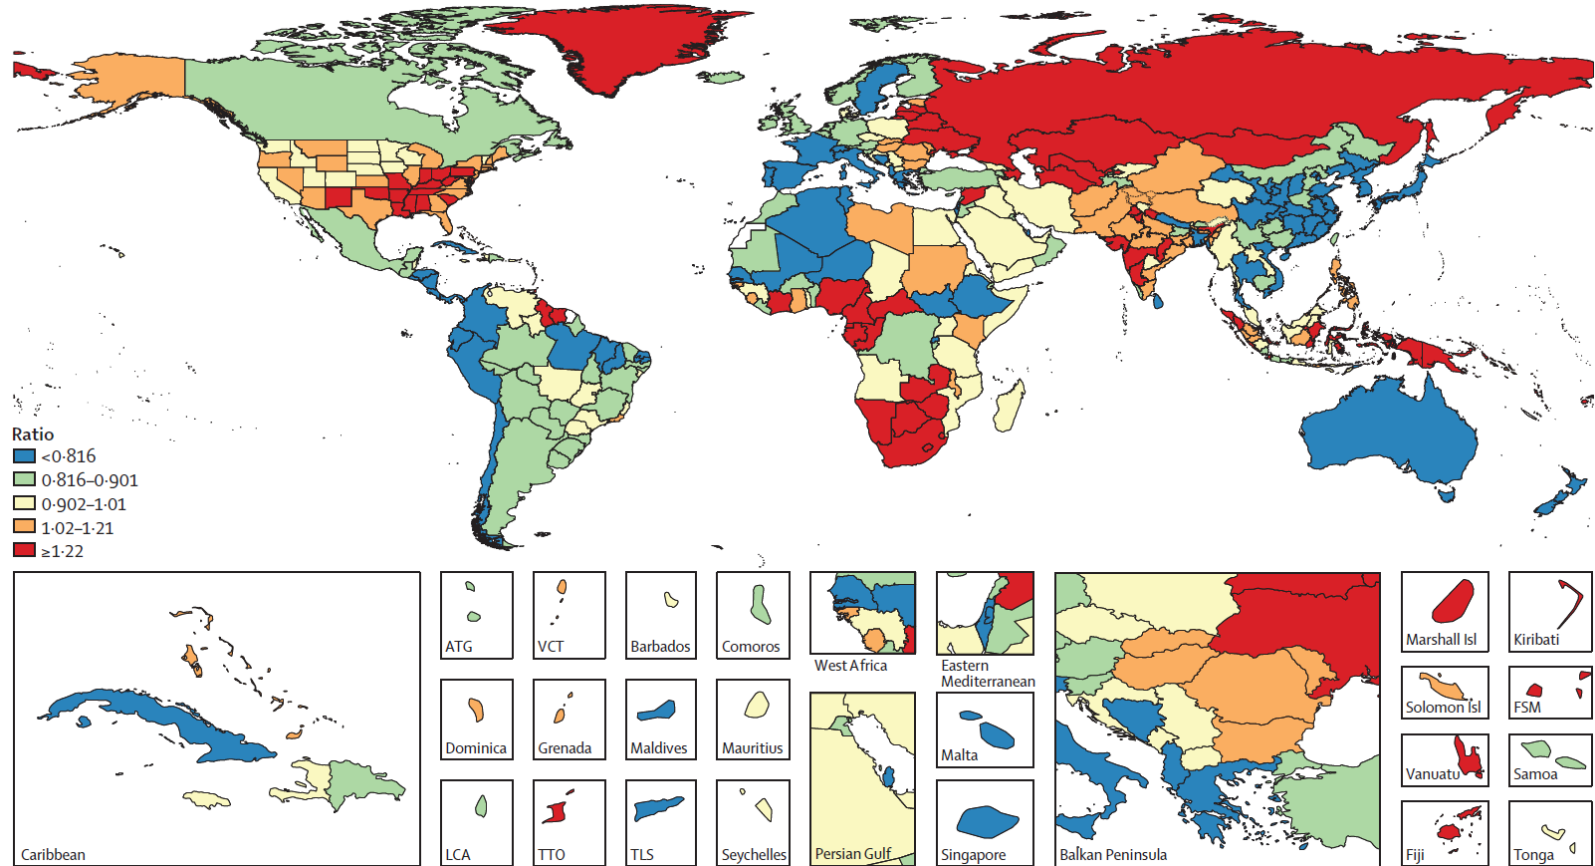 Ratio
<0·816
0·816–0·901
0·902–1·01
1·02–1·21
≥1·22
Caribbean
ATG
VCT
Barbados
Comoros
Dominica
Grenada
Maldives
Mauritius
LCA
TTO
TLS
Seychelles
West Africa
Eastern
Mediterranean
Persian Gulf
Malta
Singapore
Balkan Peninsula
Marshall Isl
Kiribati
Solomon Isl
FSM
Vanuatu
Samoa
Fiji
Tonga